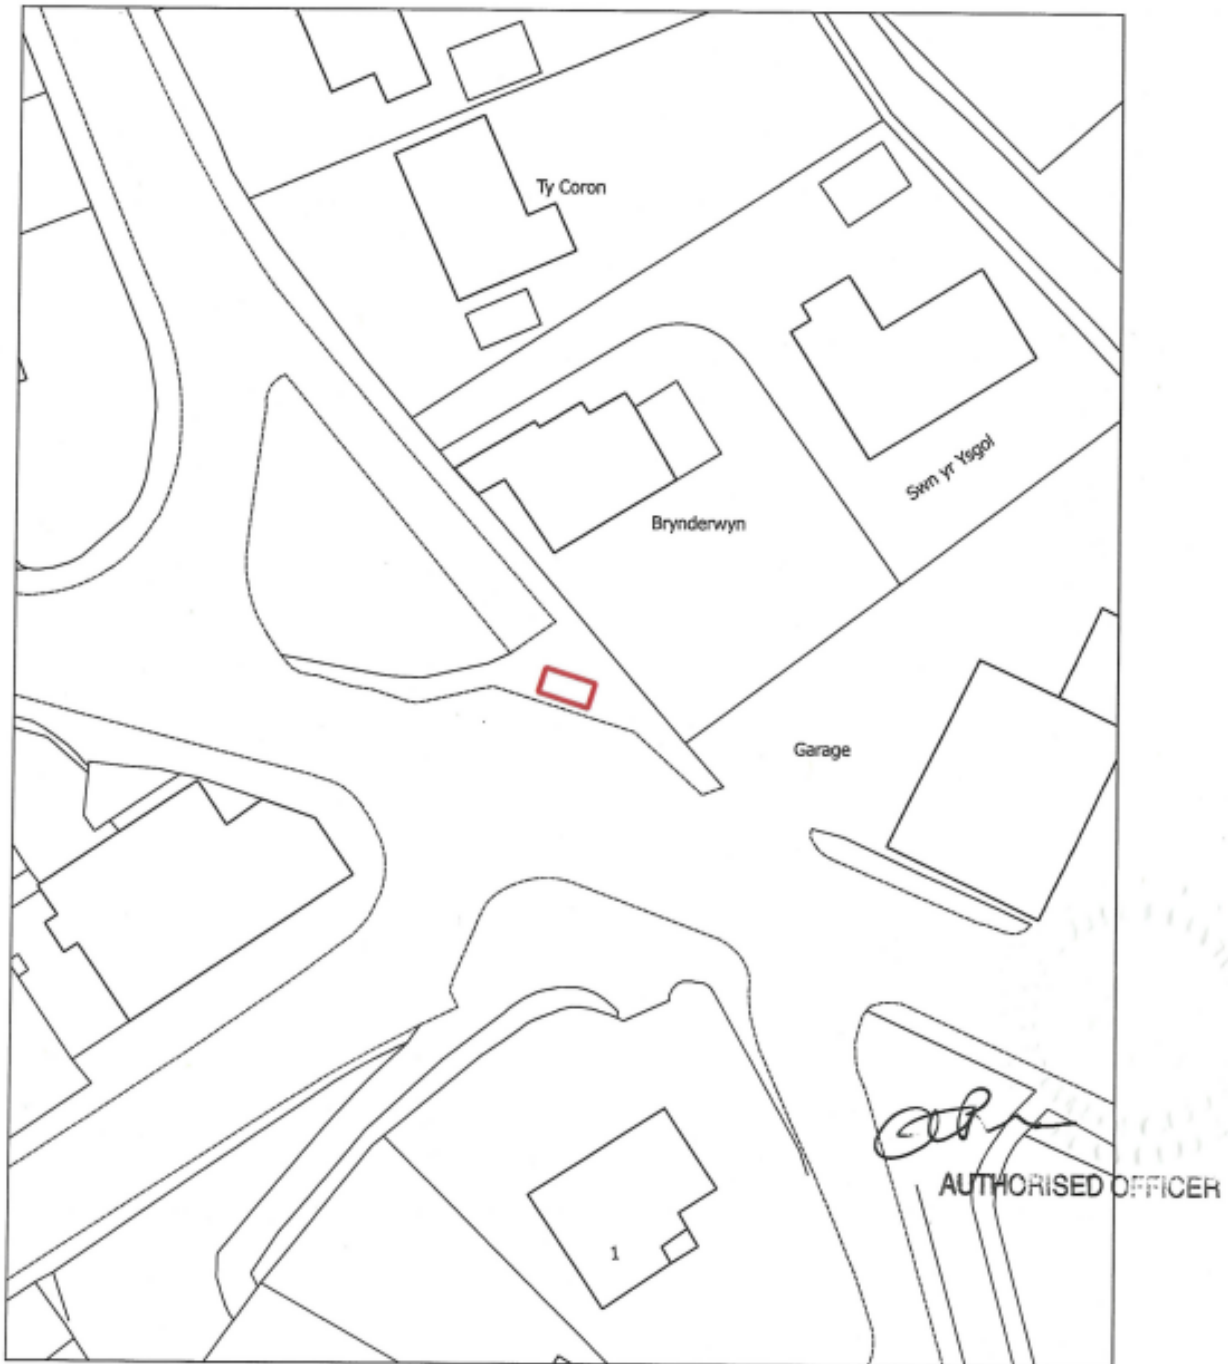 Ty Coron
Swn yr Ysgol
Brynderwyn
Garage
AUTHORISED OFFICER
1